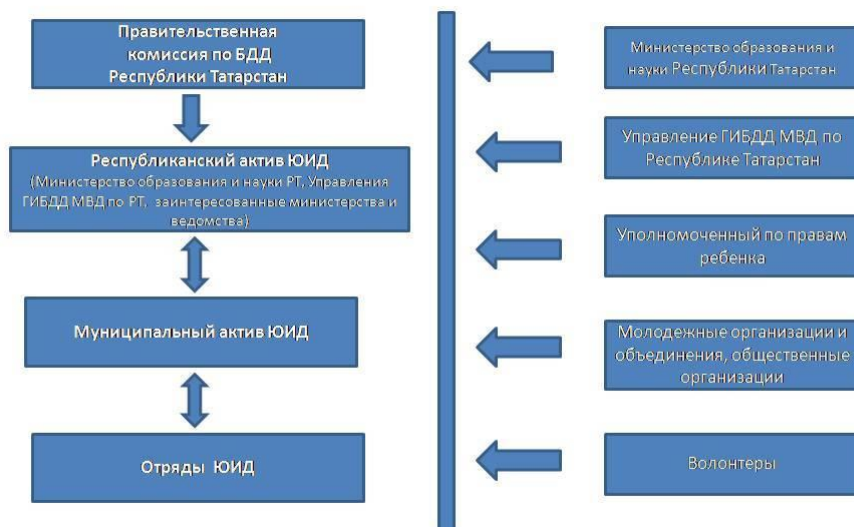 Правительственная
комиссия по БДД
Республики Татарстан
Республиканский актив ЮИД
(Министерство образования и науки РТ, Управления
ГИБДД МВД по РТ, заинтересованные министерства и
ведомства)
Муниципальный актив ЮИД
Отряды ЮИД
Министерство образования и
науки Республики Татарстан
Управление ГИБДД МВД по
Республике Татарстан
Уполномоченный по правам
ребенка
Молодежные организации и
объединения, общественные
организации
Волонтеры